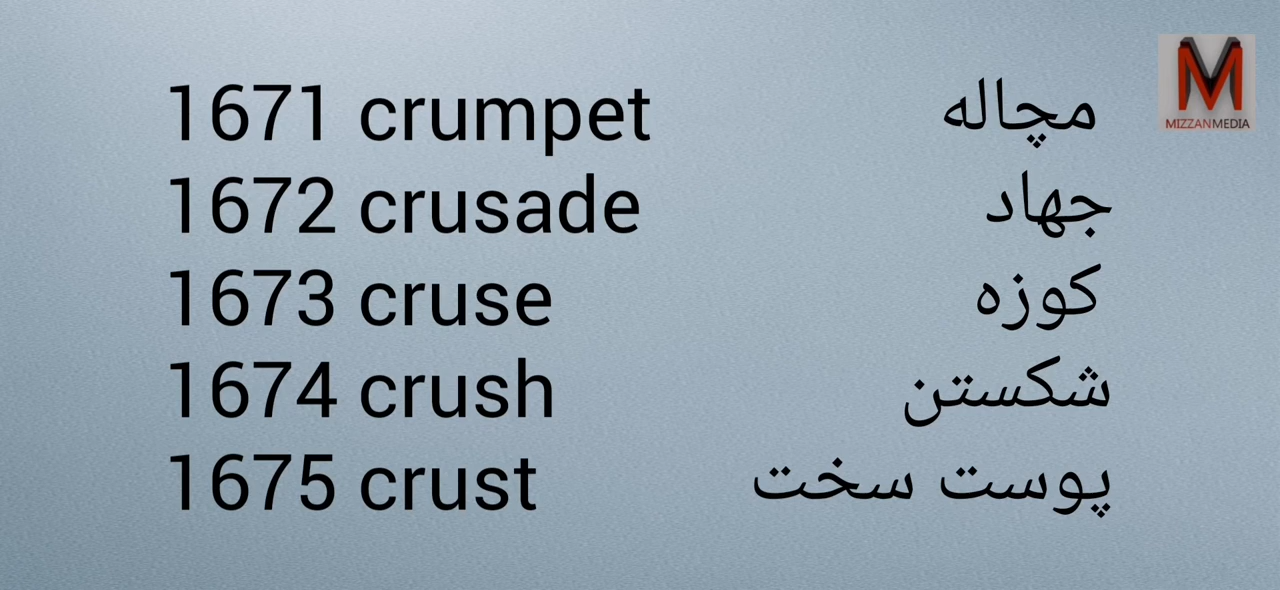 1671 crumpet مچاله
1672 crusade جهاد
1673 cruse کوزه
1674 crush شکستن
1675 crust پوست سخت
MIZZANMEDIA